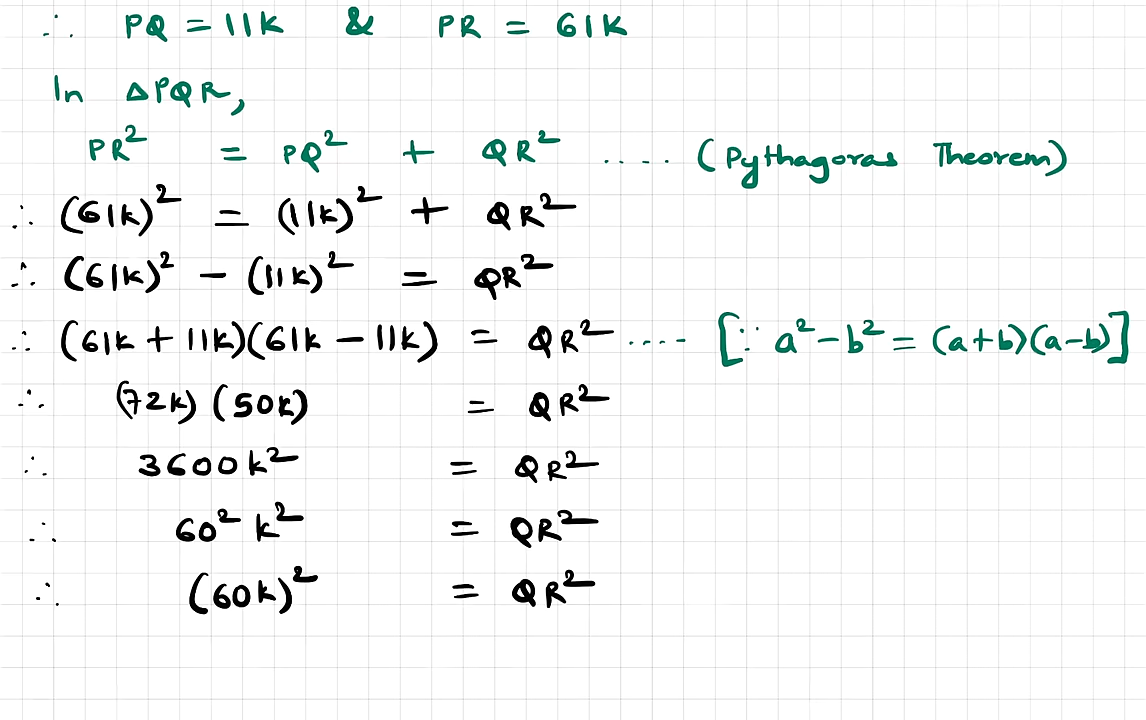 ∴ PQ = 11k & PR = 61k
In △PQR,
PR² = PQ² + QR² .... (Pythagoras Theorem)
∴ (61k)² = (11k)² + QR²
∴ (61k)² - (11k)² = QR²
∴ (61k + 11k)(61k - 11k) = QR² .... [∵ a² - b² = (a+b)(a-b)]
∴ (72k) (50k) = QR²
∴ 3600k² = QR²
∴ 60² k² = QR²
∴ (60k)² = QR²